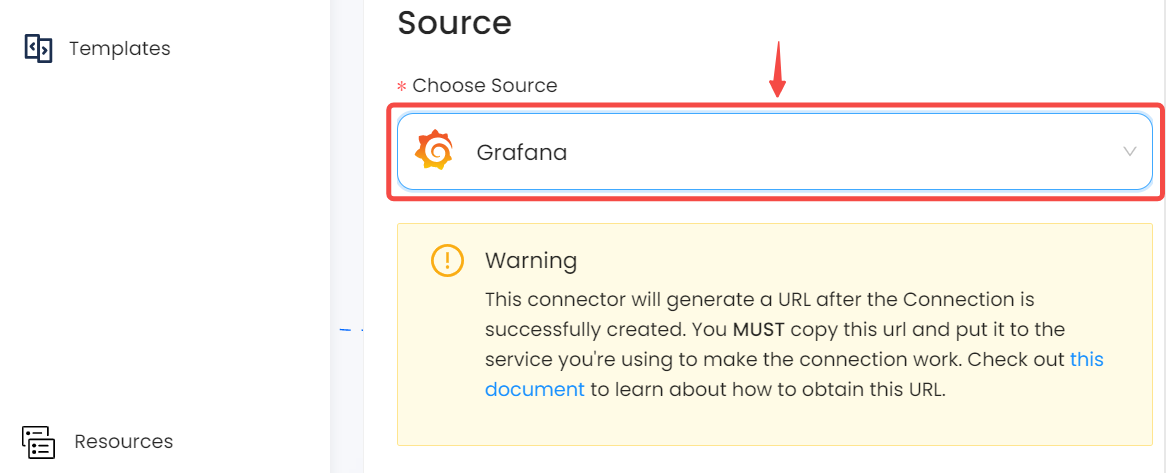 Source
Templates
* Choose Source
Grafana
Warning
This connector will generate a URL after the Connection is
successfully created. You MUST copy this url and put it to the
service you're using to make the connection work. Check out this
document to learn about how to obtain this URL.
Resources